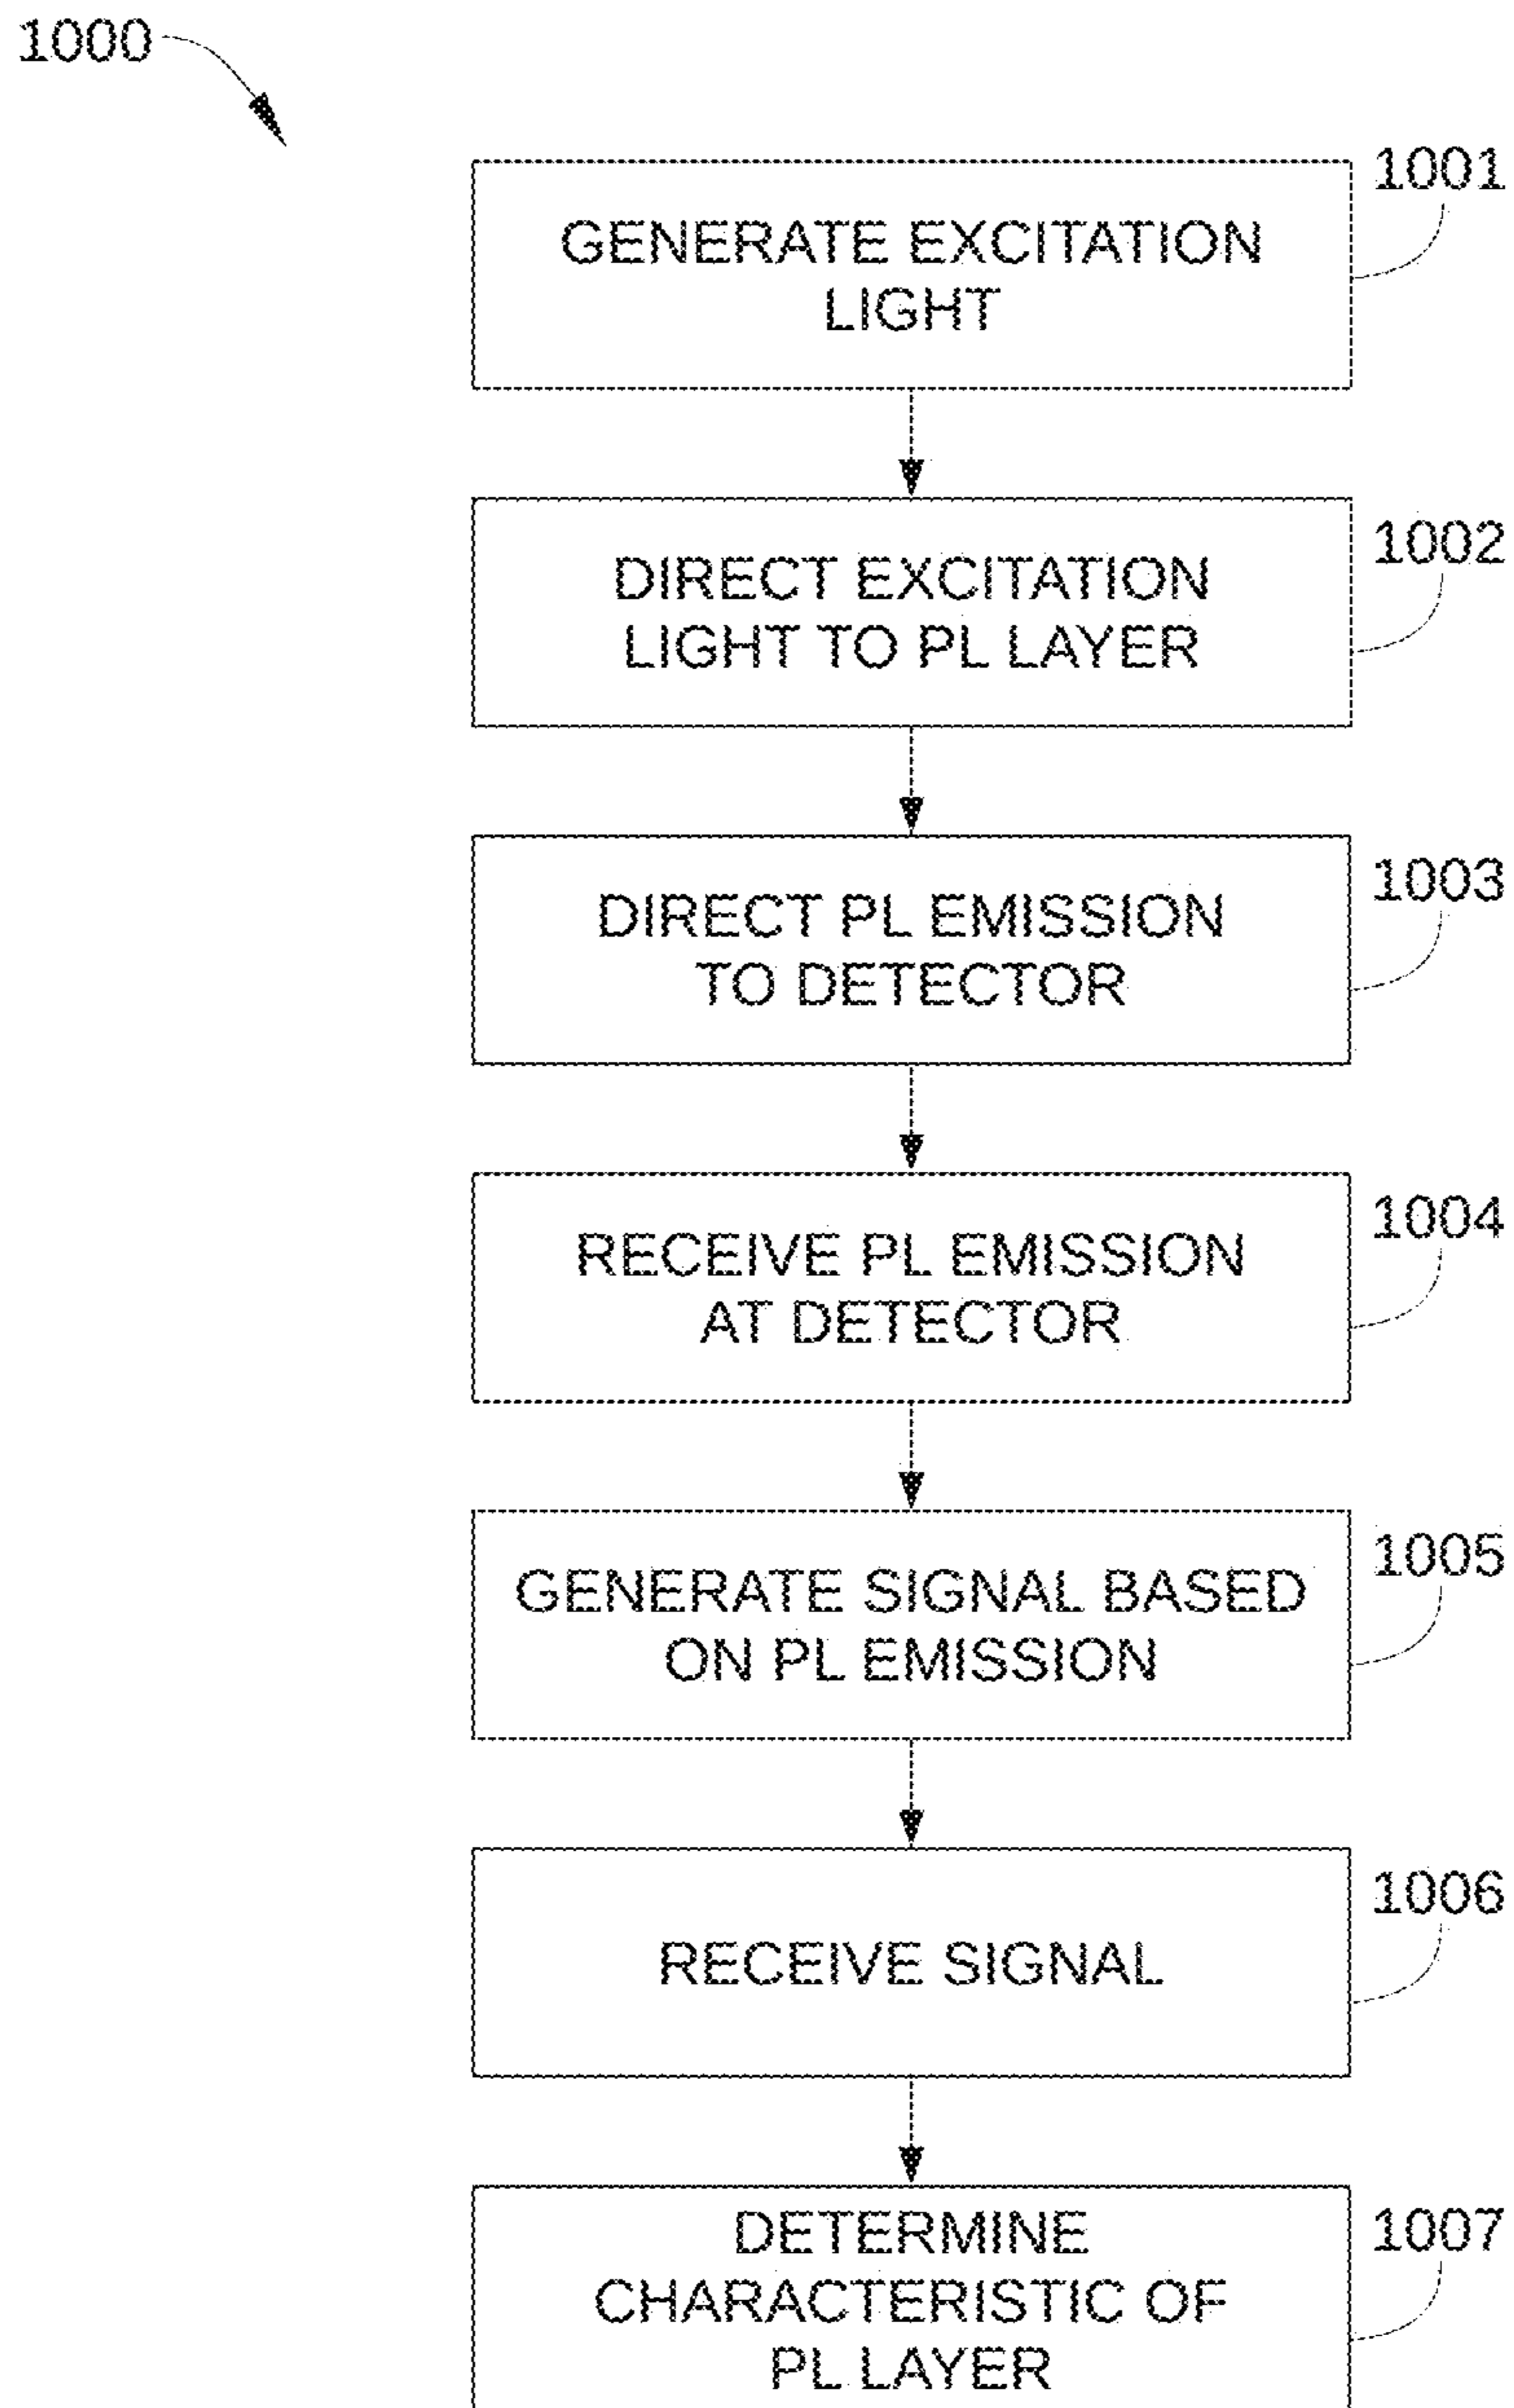 1000
1001
GENERATE EXCITATION
LIGHT
1002
DIRECT EXCITATION
LIGHT TO PL LAYER
1003
DIRECT PL EMISSION
TO DETECTOR
1004
RECEIVE PL EMISSION
AT DETECTOR
1005
GENERATE SIGNAL BASED
ON PL EMISSION
1006
RECEIVE SIGNAL
1007
DETERMINE
CHARACTERISTIC OF
PL LAYER